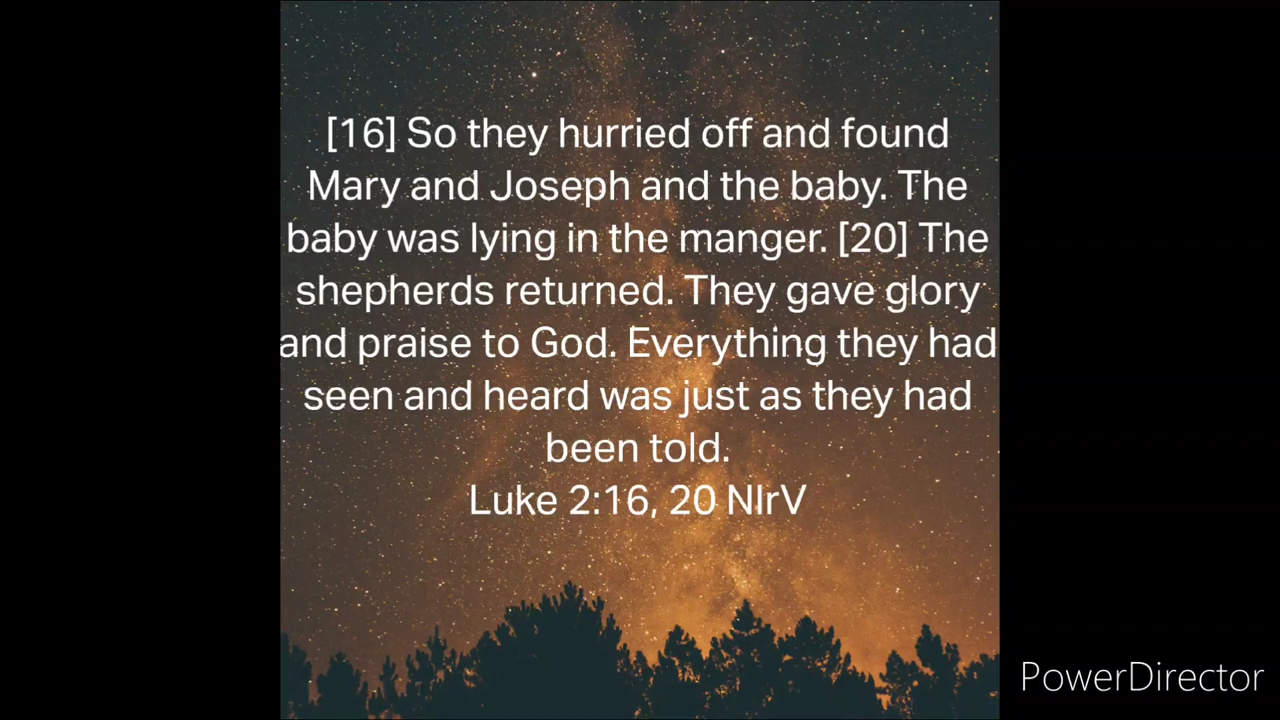 [16] So they hurried off and found
Mary and Joseph and the baby. The
baby was lying in the manger. [20] The
shepherds returned. They gave glory
and praise to God. Everything they had
seen and heard was just as they had
been told.
Luke 2:16, 20 NIrV
PowerDirector